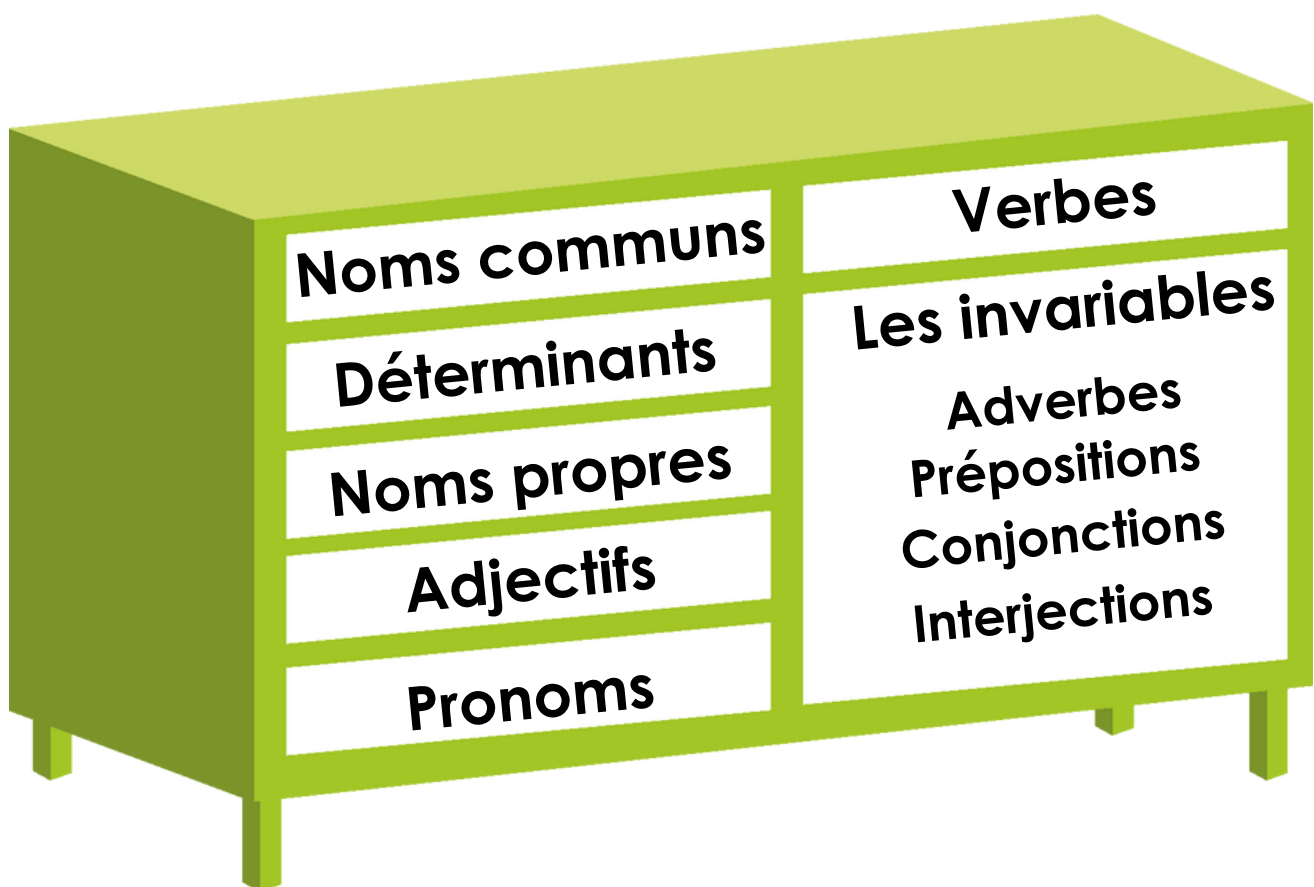 Noms communs
Déterminants
Noms propres
Adjectifs
Pronoms
Verbes
Les invariables
Adverbes
Prépositions
Conjonctions
Interjections